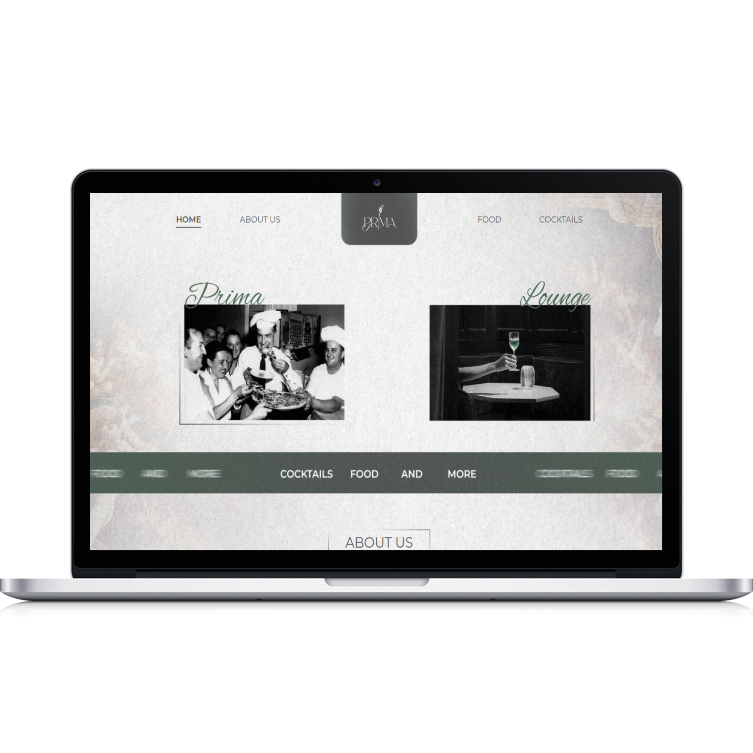 HOME ABOUT US PRIMA FOOD COCKTAILS
Prima Lounge
FOOD AND MORE COCKTAILS FOOD AND MORE COCKTAILS FOOD
ABOUT US